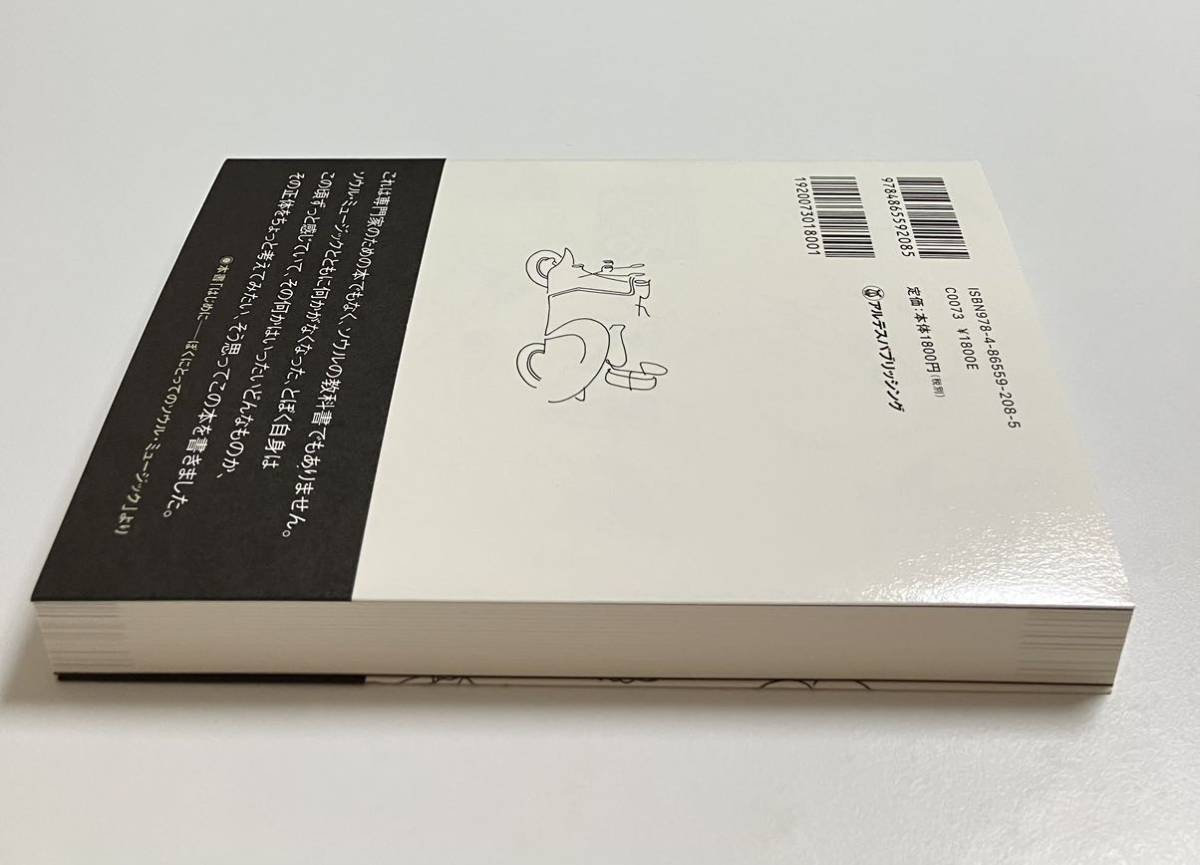 9784865592085
1920073018001
ISBN978-4-86559-208-5
C0073 ¥1800E
定価：本体1800円（税別）
アルテスパブリッシング
これは専門家のための本でもなく、ソウルの教科書でもありません。
ソウル・ミュージックとともに何かがなくなった、とぼく自身は
この頃ずっと感じていて、その「何か」はいったいどんなものか、
その正体をちょっと考えてみたい、そう思ってこの本を書きました。
●本書「はじめに——ぼくにとってのソウル・ミュージック」より